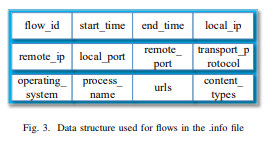 flow_id start_time end_time local_ip
remote_ip local_port remote_ transport_p
port rotocol
operating_ process_ urls content_
system name types
Fig. 3. Data structure used for flows in the .info file